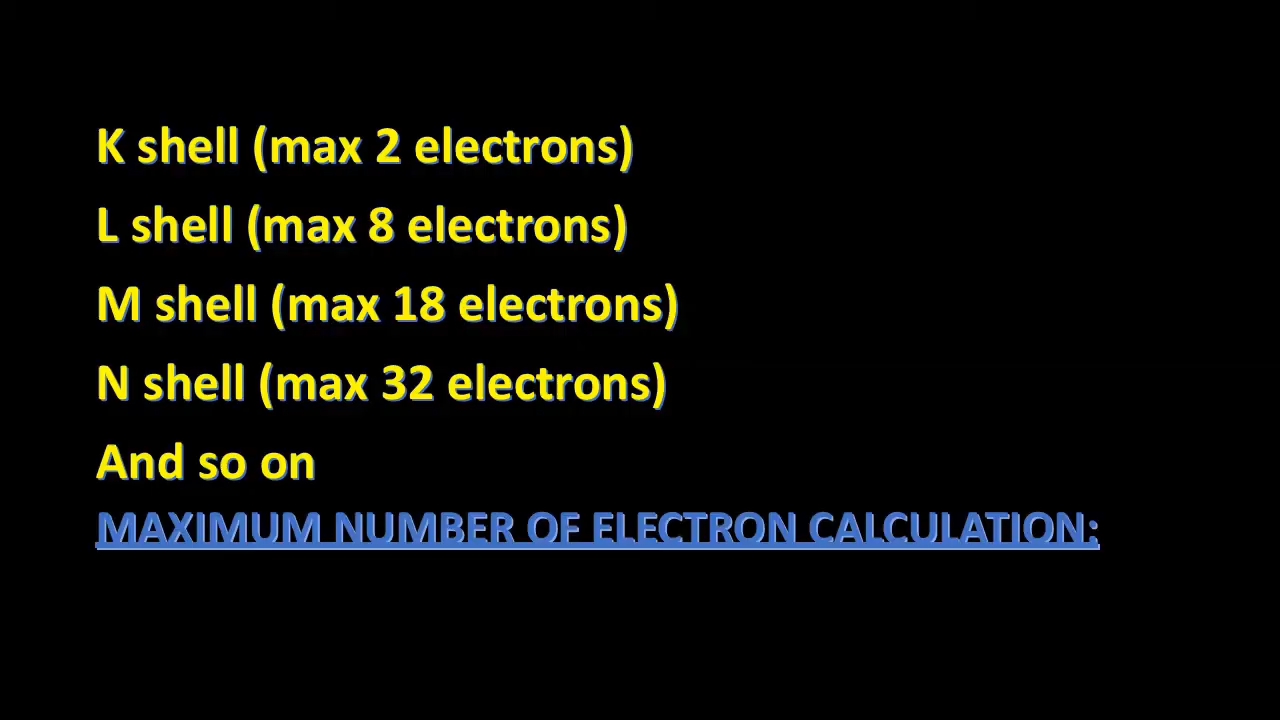 K shell (max 2 electrons)
L shell (max 8 electrons)
M shell (max 18 electrons)
N shell (max 32 electrons)
And so on
MAXIMUM NUMBER OF ELECTRON CALCULATION: